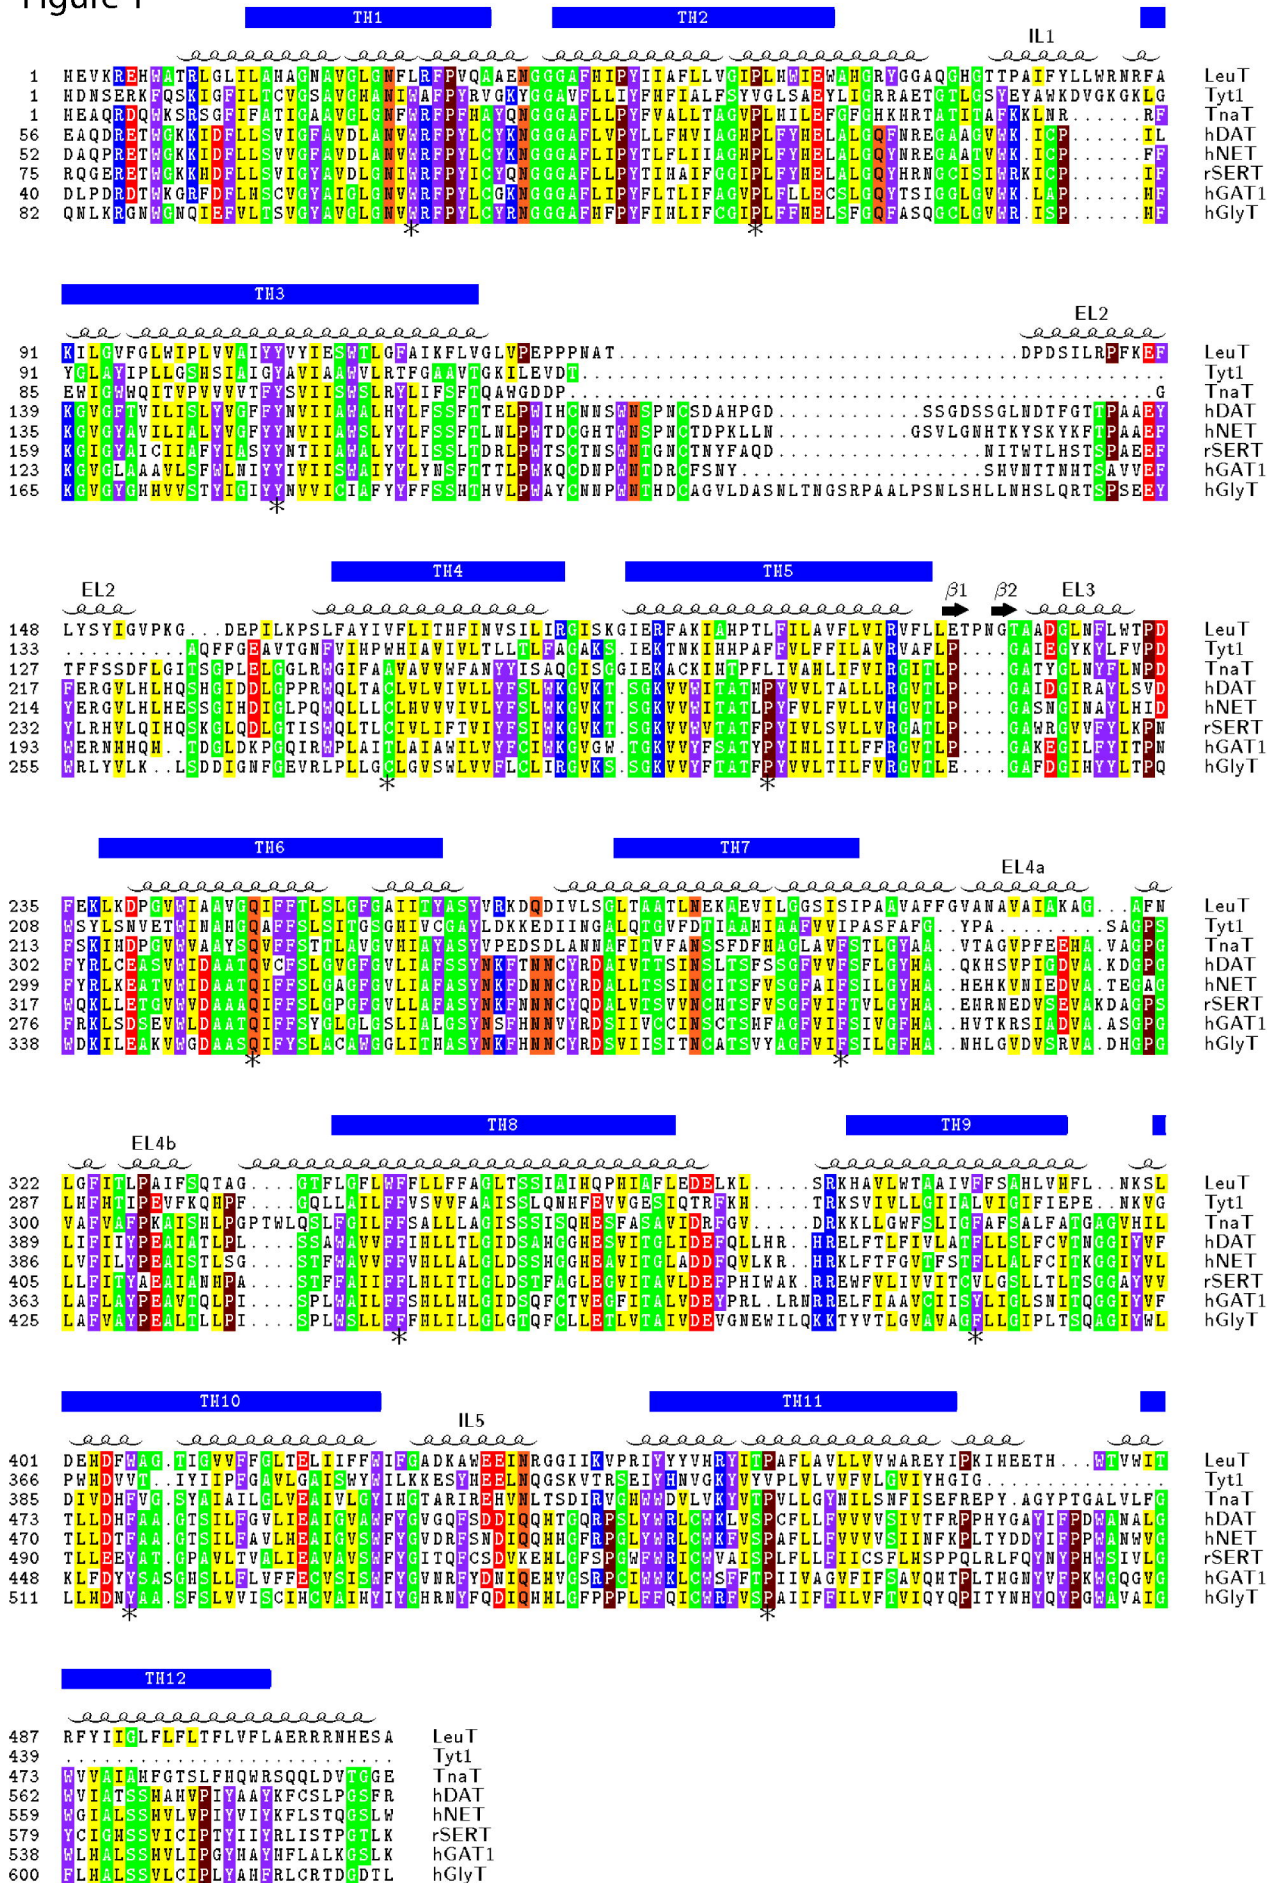 Figure 1
TH1 TH2
IL1
1 HEVKREHWATRLGLILAMAGNAVGLGNFLRFPVQAAENGGGAFMIPYIIAFLLVGIPLMWIEWAMGRYGGAQGHGTTPAIFYLLWRNRFA LeuT
1 HDNSERKFQSKIGFILTCVGSAVGMANIWAFPYRVGKYGGAVFLLIYFMFIALFSYVGLSAEYLIGRRAETGTLGSYEYAWKDVGKGKLG Tyt1
1 MEAQRDQWKSRSGFIFATIGAAVGLGNFWRFPFMAYQNGGGAFLLPYFVALLTAGVPLMILEFGFGHKMRTATITAFKKLNR......RF TnaT
56 EAQDRETWGKKIDFLLSVIGFAVDLANVWRFPYLCYKNGGGAFLVPYLLFMVIAGMPLFYMELALGQFNREGAAGVWK.ICP......IL hDAT
52 DAQPRETWGKKIDFLLSVVGFAVDLANVWRFPYLCYKNGGGAFLIPYTLFLIIAGMPLFYMELALGQYNREGAATVWK.ICP......FF hNET
75 RQGERETWGKKMDFLLSVIGYAVDLGNIWRFPYICYQNGGGAFLIPYTIMAIFGGIPLFYMELALGQYHRNGCISIWRKICP......IF rSERT
40 DLPDRDTWKGRFDFLMSCVGYAIGLGNVWRFPYLCGKNGGGAFLIPYFLTLIFAGVPLFLLECSLGQYTSIGGLGVWK.LAP......MF hGAT1
82 QNLKRGNWGNQIEFVLTSVGYAVGLGNVWRFPYLCYRNGGGAFMFPYFIMLIFCGIPLFFMELSFGQFASQGCLGVWR.ISP......MF hGlyT
* *
TH3
EL2
91 KILGVFGLWIPLVVAIYYVYIESWTLGFAIKFLVGLVPEPPPNAT.................................DPDSILRPFKEF LeuT
91 YGLAYIPLLGSMSIAIGYAVIAAWVLRTFGAAVTGKILEVDT................................................ Tyt1
85 EWIGWWQITVPVVVVTFYSVIISWSLRYLIFSFTQAWGDDP................................................G TnaT
139 KGVGFTVILISLYVGFFYNVIIAWALHYLFSSFTTELPWIHCNNSWNSPNCSDAHPGD............SSGDSSGLNDTFGTTPAAEY hDAT
135 KGVGYAVILIALYVGFYYNVIIAWSLYYLFSSFTLNLPWTDCGHTWNSPNCTDPKLLN...........GSVLGNHTKYSKYKFTPAAEF hNET
159 KGIGYAICIIAFYIASYYNTIIAWALYYLISSLTDRLPWTSCTNSWNTGNCTNYFAQD.................NITWTLHSTSPAEEF rSERT
123 KGVGLAAAVLSFWLNIYYIVIISWAIYYLYNSFTTTLPWKQCDNPWNTDRCFSNY....................SHVNTTNMTSAVVEF hGAT1
165 KGVGYGMMVVSTYIGIYYNVVICIAFYYFFSSMTHVLPWAYCNNPWNTHDCAGVLDASNLTNGSRPAALPSNLSHLLNHSLQRTSPSEEY hGlyT
*
TH4 TH5
EL2 β1 β2 EL3
148 LYSYIGVPKG...DEPILKPSLFAYIVFLITMFINVSILIRGISKGIERFAKIAMPTLFILAVFLVIRVFLLETPNGTAADGLNFLWTPD LeuT
133 ..........AQFFGEAVTGNFVIHPWHIAVIVLTLLTLFAGAKS.IEKTNKIHHPAFFVLFFILAVRVAFLP....GAIEGYKYLFVPD Tyt1
127 TFFSSDFLGITSGPLELGGLRWGIFAAVAVVWFANYYISAQGISGGIEKACKIMTPFLIVAHLIFVIRGITLP....GATYGLNYFLNPD TnaT
217 FERGVLHLHQSHGIDDLGPPRWQLTACLVLVIVLLYFSLWKGVKT.SGKVVWITATMPYVVLTALLLRGVTLP....GAIDGIRAYLSVD hDAT
214 YERGVLHLHESSGIHDIGLPQWQLLLCLMVVVIVLYFSLWKGVKT.SGKVVWITATLPYFVLFVLLVHGVTLP....GASNGINAYLHID hNET
232 YLRHVLQIHQSKGLQDLGTISWQLTLCIVLIFTVIYFSIWKGVKT.SGKVVWVTATFPYIVLSVLLVRGATLP....GAWRGVVFYLKPN rSERT
193 WERNMHQM..TDGLDKPGQIRWPLAITLAIAWILVYFCIWKGVGW.TGKVVYFSATYPYIMLIILFFRGVTLP....GAKEGILFYITPN hGAT1
255 WRLYVLK..LSDDIGNFGEVRLPLLGCLGVSWLVVFLCLIRGVKS.SGKVVYFTATFPYVVLTILFVRGVTLE....GAFDGIMYYLTPQ hGlyT
* *
TH6 TH7
EL4a
235 FEKLKDPGVWIAAVGQIFFTLSLGFGAIITYASYVRKDQDIVLSGLTAATLNEKAEVILGGSISIPAAVAFFGVANAVAIAKAG...AFN LeuT
208 WSYLSNVETWINAMGQAFFSLSITGSGMIVCGAYLDKKEDIINGALQTGVFDTIAAMIAAFVVIPASFAFG..YPA.........SAGPS Tyt1
213 FSKIMDPGVWVAAYSQVFFSTTLAVGVMIAYASYVPEDSDLANNAFITVFANSSFDFMAGLAVFSTLGYAA..VTAGVPFEEMA.VAGPG TnaT
302 FYRLCEASVWIDAATQVCFSLGVGFGVLIAFSSYNKFTNNCYRDAIVTTSINSLTSFSSGFVVFSFLGYMA..QKHSVPIGDVA.KDGPG hDAT
299 FYRLKEATVWIDAATQIFFSLGAGFGVLIAFASYNKFDNNCYRDALLTSSINCITSFVSGFAIFSILGYMA..HEHKVNIEDVA.TEGAG hNET
317 WQKLLETGVWVDAAAQIFFSLGPGFGVLLAFASYNKFNNNCYQDALVTSVVNCMTSFVSGFVIFTVLGYMA..EMRNEDVSEVAKDAGPS rSERT
276 FRKLSDSEVWLDAATQIFFSYGLGLGSLIALGSYNSFHNNVYRDSIIVCCINSCTSMFAGFVIFSIVGFMA..HVTKRSIADVA.ASGPG hGAT1
338 WDKILEAKVWGDAASQIFYSLACAWGGLITMASYNKFHNNCYRDSVIISITNCATSVYAGFVIFSILGFMA..NHLGVDVSRVA.DHGPG hGlyT
* *
TH8 TH9
EL4b
322 LGFITLPAIFSQTAG....GTFLGFLWFFLLFFAGLTSSIAIMQPMIAFLEDELKL.....SRKHAVLWTAAIVFFSAHLVMFL..NKSL LeuT
287 LMFMTIPEVFKQMPF....GQLLAILFFVSVVFAAISSLQNMFEVVGESIQTRFKM.....TRKSVIVLLGIIALVIGIFIEPE..NKVG Tyt1
300 VAFVAFPKAISMLPGPTWLQSLFGILFFSALLLAGISSSISQMESFASAVIDRFGV.....DRKKLLGWFSLIGFAFSALFATGAGVHIL TnaT
389 LIFIIYPEAIATLPL....SSAWAVVFFIMLLTLGIDSAMGGMESVITGLIDEFQLLHR..HRELFTLFIVLATFLLSLFCVTNGGIYVF hDAT
386 LVFILYPEAISTLSG....STFWAVVFFVMLLALGLDSSMGGMEAVITGLADDFQVLKR..HRKLFTFGVTFSTFLLALFCITKGGIYVL hNET
405 LLFITYAEAIANMPA....STFFAIIFFLMLITLGLDSTFAGLEGVITAVLDEFPHIWAK.RREWFVLIVVITCVLGSLLTLTSGGAYVV rSERT
363 LAFLAYPEAVTQLPI....SPLWAILFFSMLLMLGIDSQFCTVEGFITALVDEYPRL.LRNRRELFIAAVCIISYLIGLSNITQGGIYVF hGAT1
425 LAFVAYPEALTLLPI....SPLWSLLFFFMLILLGLGTQFCLLETLVTAIVDEVGNEWILQKKTYVTLGVAVAGFLLGIPLTSQAGIYWL hGlyT
* *
TH10 TH11
IL5
401 DEMDFWAG.TIGVVFFGLTELIIFFWIFGADKAWEEINRGGIIKVPRIYYYVMRYITPAFLAVLLVVWAREYIPKIMEETH...WTVWIT LeuT
366 PWMDVVT..IYIIPFGAVLGAISWYWILKKESYMEELNQGSKVTRSEIYHNVGKYVYVPLVLVVFVLGVIYHGIG............... Tyt1
385 DIVDHFVG.SYAIAILGLVEAIVLGYIMGTARIREHVNLTSDIRVGMWWDVLVKYVTPVLLGYNILSNFISEFREPY.AGYPTGALVLFG TnaT
473 TLLDHFAA.GTSILFGVLIEAIGVAWFYGVGQFSDDIQQMTGQRPSLYWRLCWKLVSPCFLLFVVVVSIVTFRPPHYGAYIFPDWANALG hDAT
470 TLLDTFAA.GTSILFAVLMEAIGVSWFYGVDRFSNDIQQMMGFRPGLYWRLCWKFVSPAFLLFVVVVSIINFKPLTYDDYIFPPWANWVG hNET
490 TLLEEYAT.GPAVLTVALIEAVAVSWFYGITQFCSDVKEMLGFSPGWFWRICWVAISPLFLLFIICSFLMSPPQLRLFQYNYPHWSIVLG rSERT
448 KLFDYYSASGMSLLFLVFFECVSISWFYGVNRFYDNIQEMVGSRPCIWWKLCWSFFTPIIVAGVFIFSAVQMTPLTMGNYVFPKWGQGVG hGAT1
511 LLMDNYAA.SFSLVVISCIMCVAIMYIYGHRNYFQDIQMMLGFPPPLFFQICWRFVSPAIIFFILVFTVIQYQPITYNHYQYPGWAVAIG hGlyT
* *
TH12
487 RFYIIGLFLFLTFLVFLAERRRNHESA LeuT
439 ........................... Tyt1
473 WVVAIAMFGTSLFMQWRSQQLDVTGGE TnaT
562 WVIATSSMAMVPIYAAYKFCSLPGSFR hDAT
559 WGIALSSMVLVPIYVIYKFLSTQGSLW hNET
579 YCIGMSSVICIPTYIIYRLISTPGTLK rSERT
538 WLMALSSMVLIPGYMAYMFLALKGSLK hGAT1
600 FLMALSSVLCIPLYAMFRLCRTDGDTL hGlyT